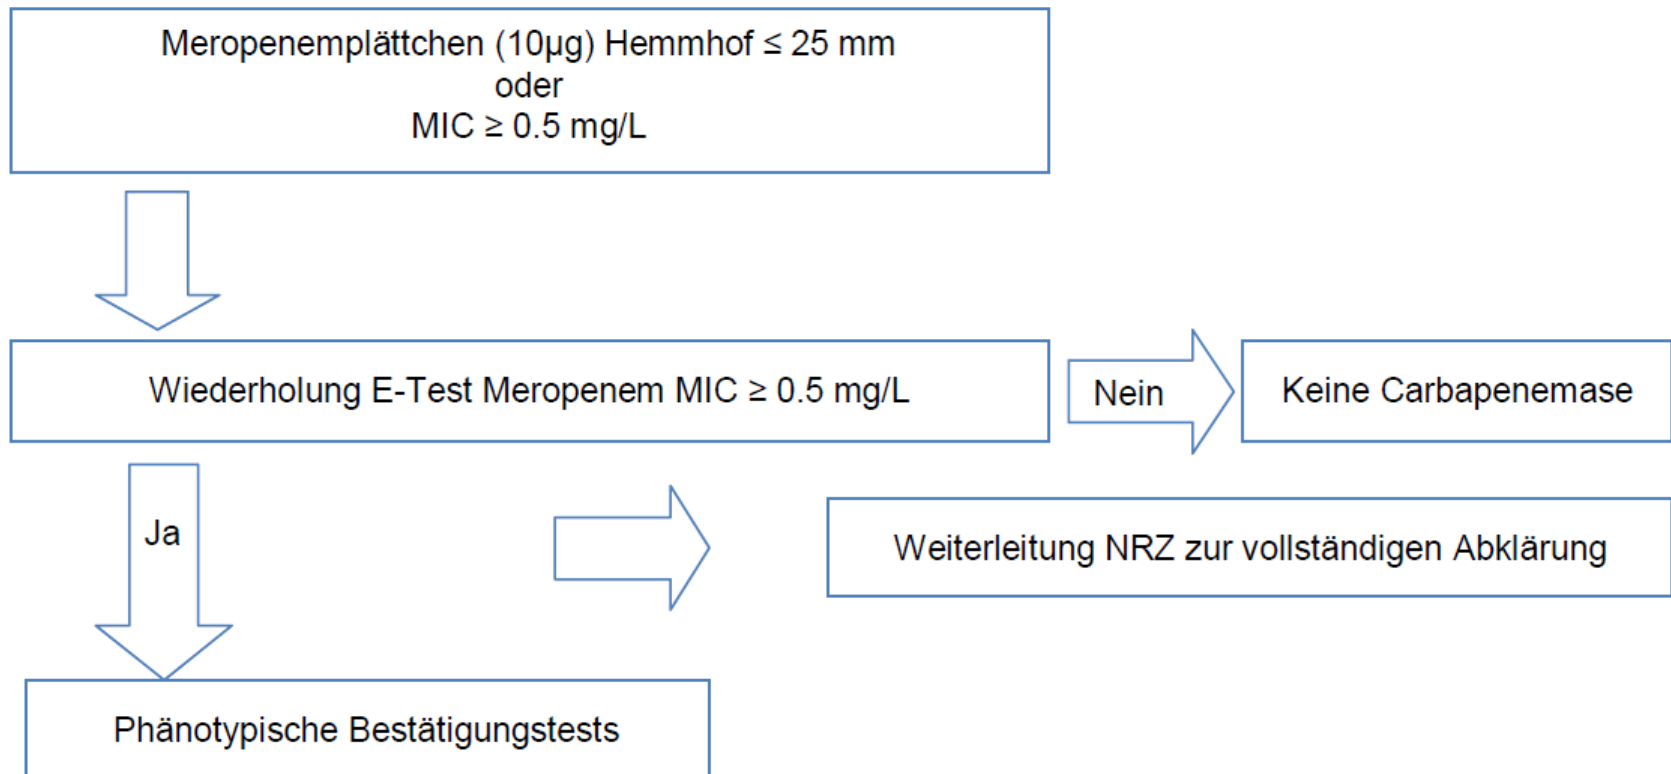 Meropenemplättchen (10µg) Hemmhof ≤ 25 mm
oder
MIC ≥ 0.5 mg/L
Wiederholung E-Test Meropenem MIC ≥ 0.5 mg/L
Nein
Keine Carbapenemase
Ja
Weiterleitung NRZ zur vollständigen Abklärung
Phänotypische Bestätigungstests